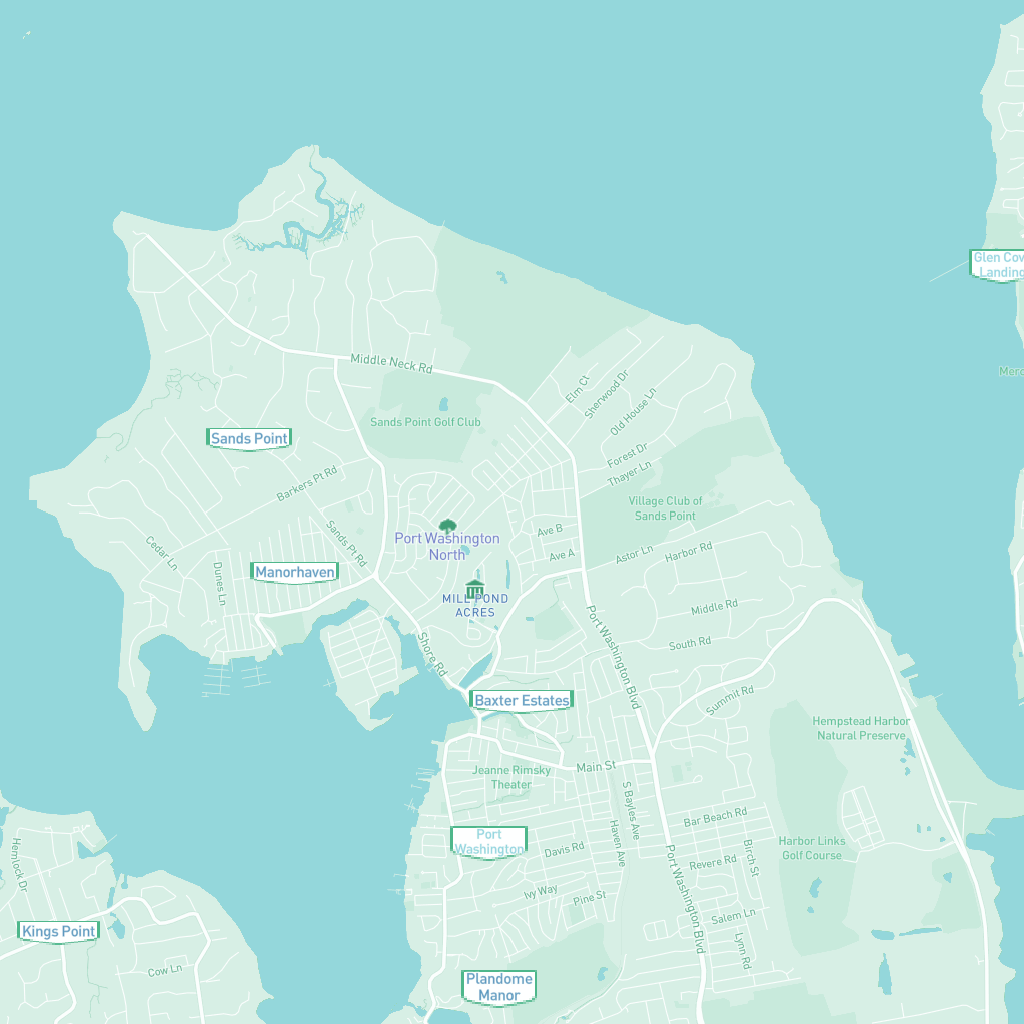 Glen Cov
Landing
Middle Neck Rd
Merc
Elm Ct
Sherwood Dr
Old House Ln
Sands Point Golf Club
Sands Point
Forest Dr
Thayer Ln
Barkers Pt Rd
Village Club of
Sands Point
Sands Pt Rd
Ave B
Port Washington
North
Cedar Ln
Ave A
Astor Ln
Harbor Rd
Manorhaven
Dunes Ln
MILL POND
ACRES
Middle Rd
Port Washington Blvd
South Rd
Shore Rd
Summit Rd
Baxter Estates
Hempstead Harbor
Natural Preserve
Main St
Jeanne Rimsky
Theater
S Bayles Ave
Bar Beach Rd
Port
Washington
Haven Ave
Harbor Links
Golf Course
Davis Rd
Hemlock Dr
Revere Rd
Birch St
Port Washington Blvd
Ivy Way
Pine St
Salem Ln
Kings Point
Lynn Rd
Cow Ln
Plandome
Manor